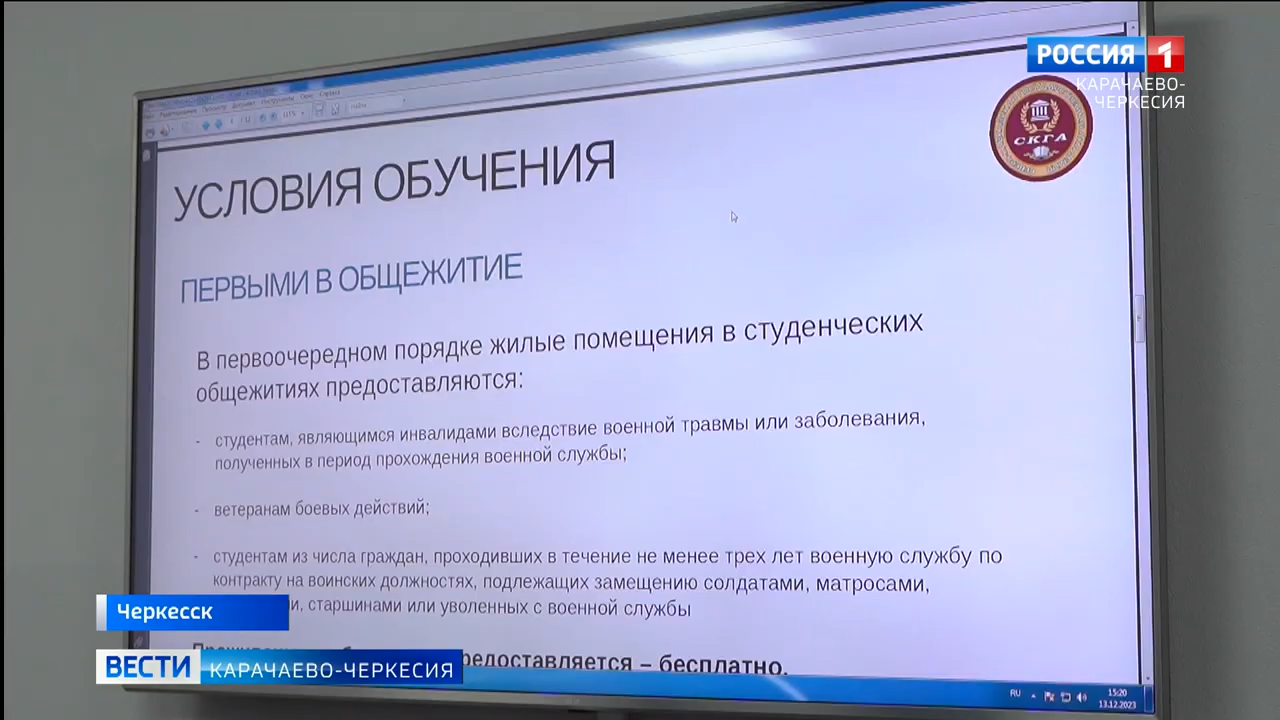 РОССИЯ 1
КАРАЧАЕВО-
ЧЕРКЕСИЯ
СКГА
УСЛОВИЯ ОБУЧЕНИЯ
ПЕРВЫМИ В ОБЩЕЖИТИЕ
В первоочередном порядке жилые помещения в студенческих
общежитиях предоставляются:
- студентам, являющимся инвалидами вследствие военной травмы или заболевания,
полученных в период прохождения военной службы;
- ветеранам боевых действий;
- студентам из числа граждан, проходивших в течение не менее трех лет военную службу по
контракту на воинских должностях, подлежащих замещению солдатами, матросами,
старшинами или уволенных с военной службы
– бесплатно.
Черкесск
ВЕСТИ КАРАЧАЕВО-ЧЕРКЕСИЯ
RU
15:20
13.12.2023